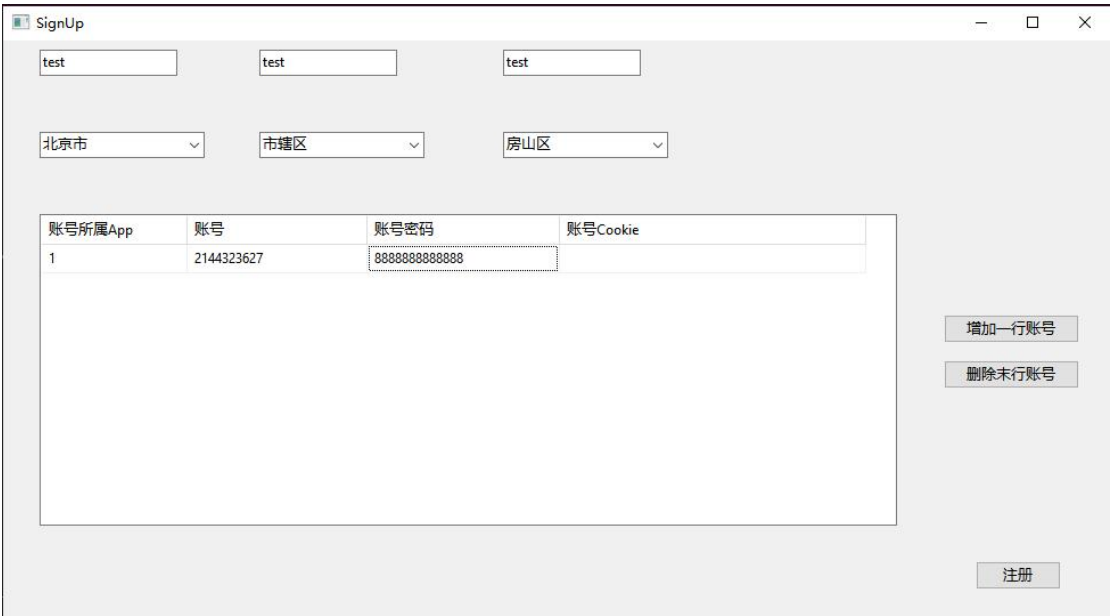 SignUp
test test test
北京市 市辖区 房山区
账号所属App 账号 账号密码 账号Cookie
1 2144323627 8888888888888
增加一行账号
删除末行账号
注册